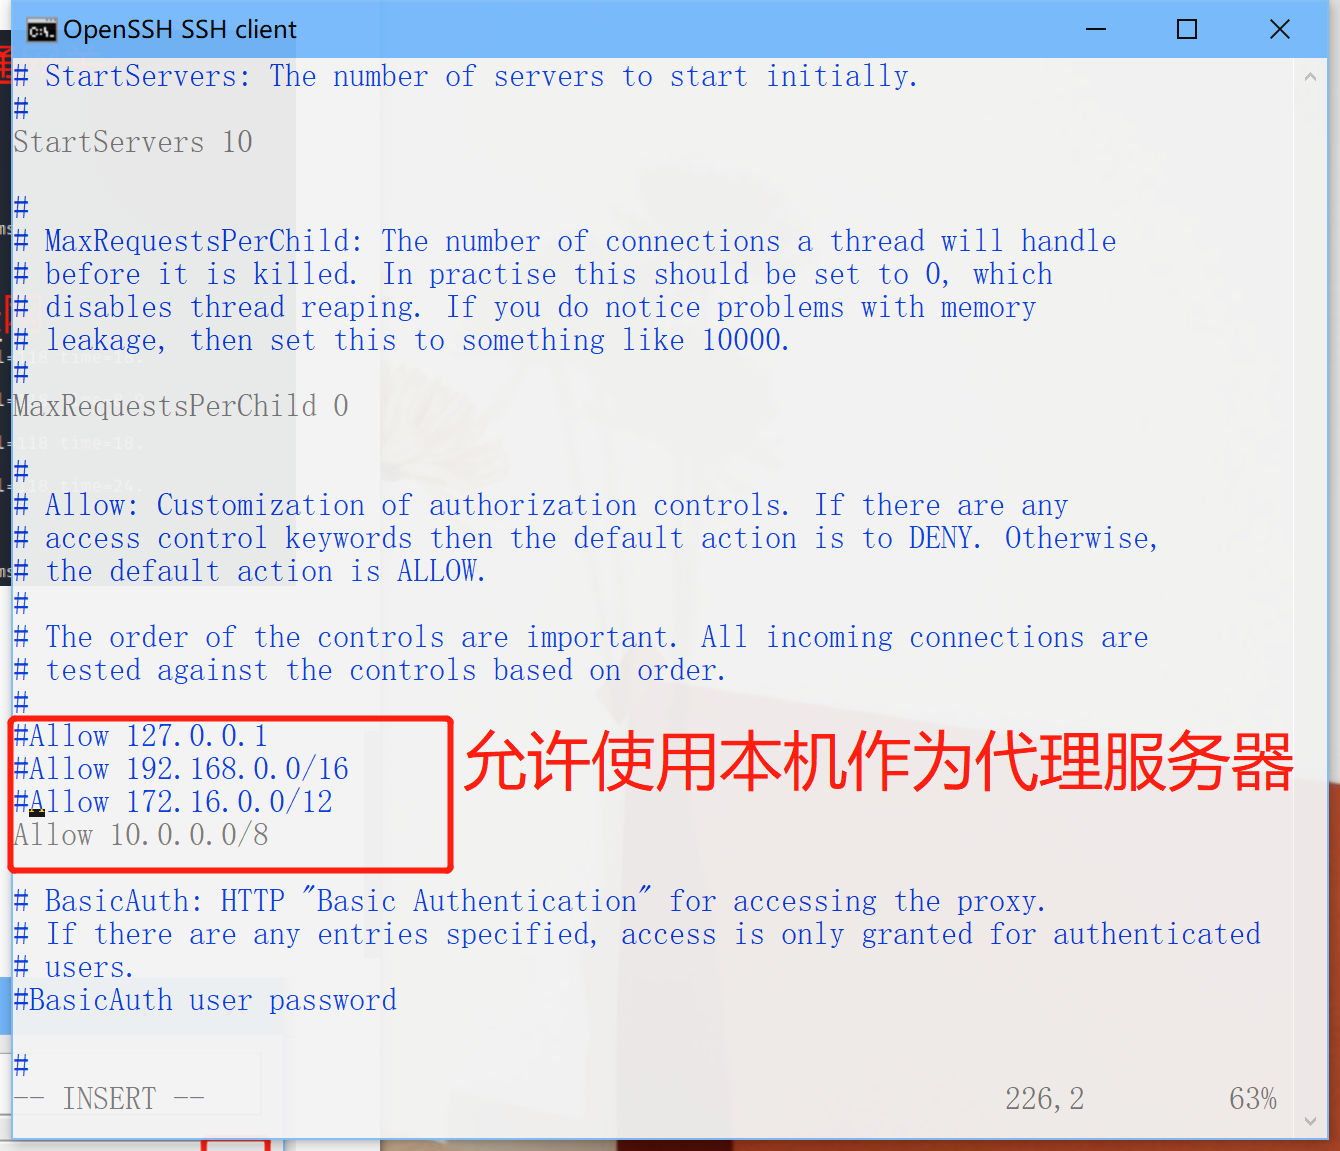 OpenSSH SSH client
# StartServers: The number of servers to start initially.
#
StartServers 10
#
# MaxRequestsPerChild: The number of connections a thread will handle
# before it is killed. In practise this should be set to 0, which
# disables thread reaping. If you do notice problems with memory
# leakage, then set this to something like 10000.
#
MaxRequestsPerChild 0
#
# Allow: Customization of authorization controls. If there are any
# access control keywords then the default action is to DENY. Otherwise,
# the default action is ALLOW.
#
# The order of the controls are important. All incoming connections are
# tested against the controls based on order.
#
#Allow 127.0.0.1
#Allow 192.168.0.0/16
#Allow 172.16.0.0/12
Allow 10.0.0.0/8
允许使用本机作为代理服务器
# BasicAuth: HTTP "Basic Authentication" for accessing the proxy.
# If there are any entries specified, access is only granted for authenticated
# users.
#BasicAuth user password
#
-- INSERT --
226,2
63%